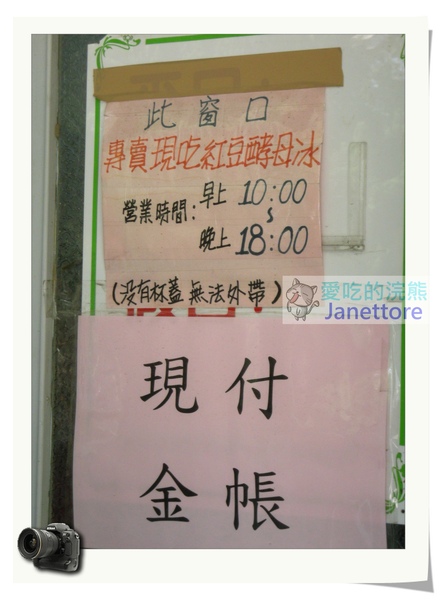 此窗口
專賣現吃紅豆酵母冰
營業時間：早上 10:00
~
晚上 18:00
(没有杯蓋無法外帶)
愛吃的浣熊
Janettore
現付
金帳